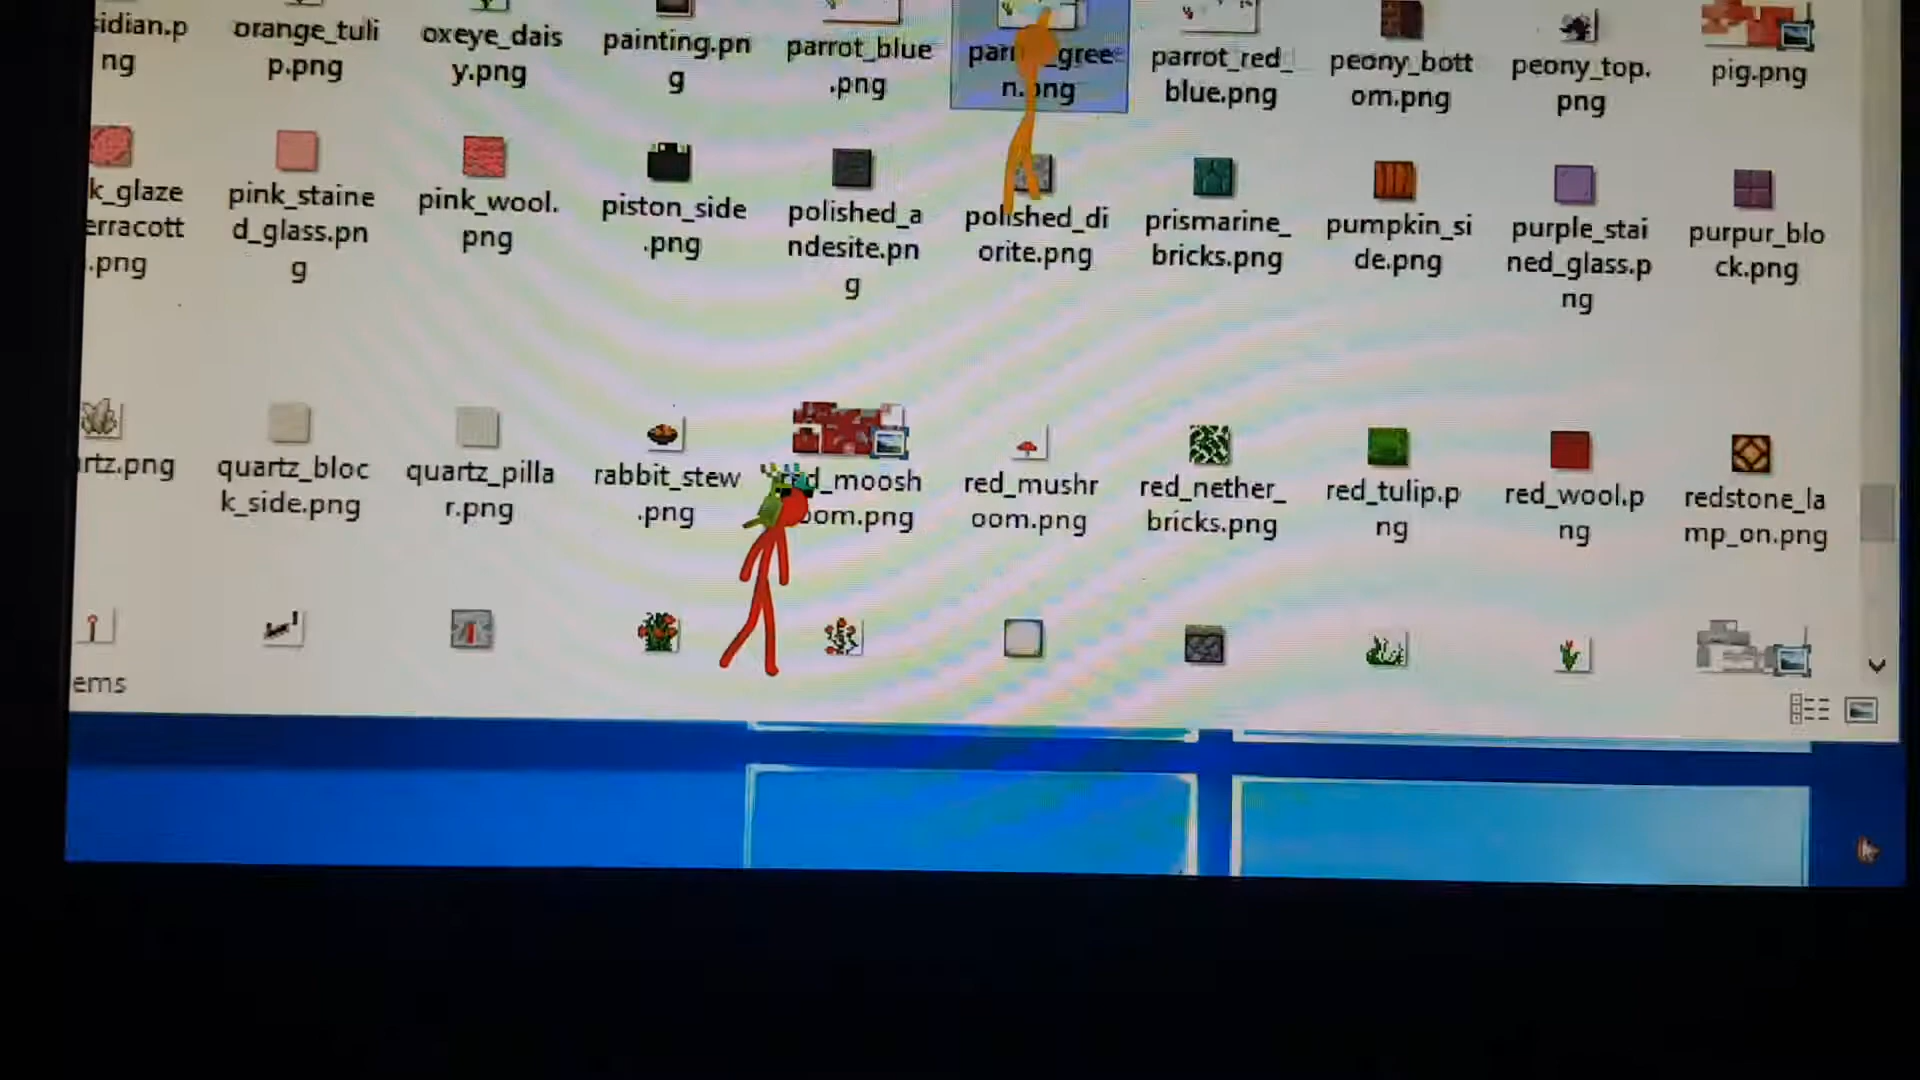 sidian.p orange_tuli oxeye_dais painting.pn parrot_blue gree parrot_red_ peony_bott peony_top. pig.png
ng p.png y.png g .png n.png blue.png om.png png
k_glaze pink_staine pink_wool. piston_side polished_a polished_di prismarine_ pumpkin_si purple_stai purpur_blo
erracott d_glass.pn png .png ndesite.pn orite.png bricks.png de.png ned_glass.p ck.png
.png g g ng
rtz.png quartz_bloc quartz_pilla rabbit_stew red_moosh red_mushr red_nether_ red_tulip.p red_wool.p redstone_la
k_side.png r.png .png oom.png oom.png bricks.png ng ng mp_on.png
ems